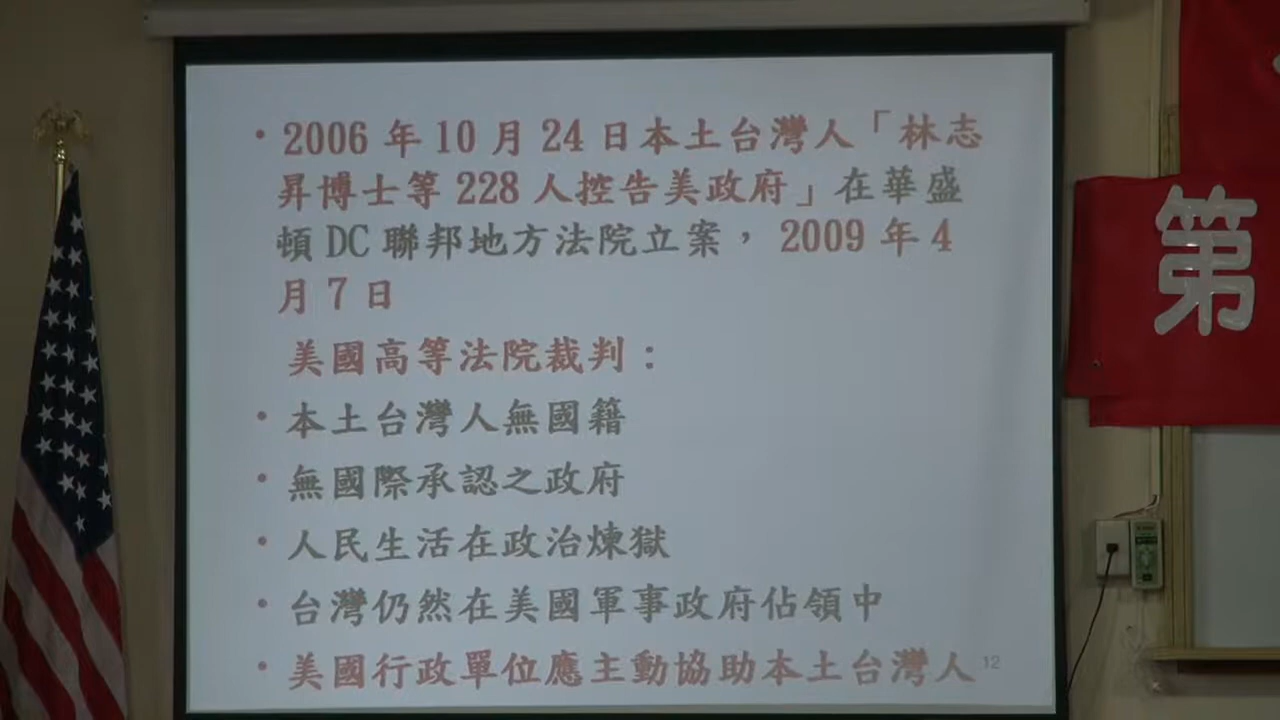 • 2006 年 10 月 24 日本土台灣人「林志
昇博士等 228 人控告美政府」在華盛
頓 DC 聯邦地方法院立案， 2009 年 4
月 7 日
美國高等法院裁判：
• 本土台灣人無國籍
• 無國際承認之政府
• 人民生活在政治煉獄
• 台灣仍然在美國軍事政府佔領中
• 美國行政單位應主動協助本土台灣人
12
第